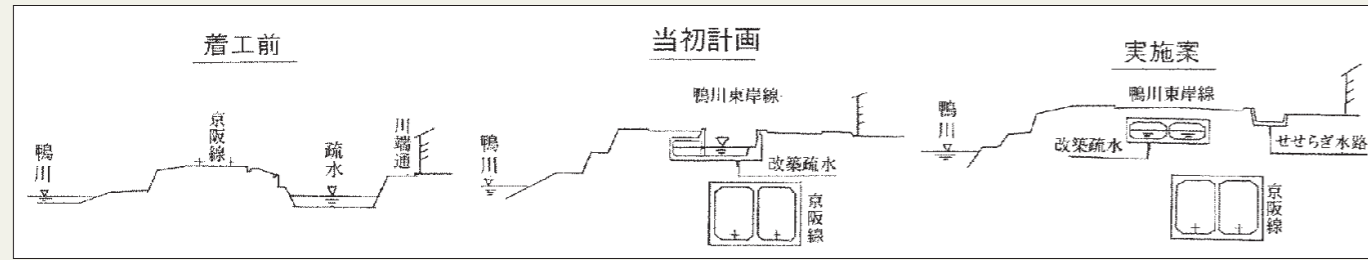 着工前
鴨川
京阪線
疏水
川端通
当初計画
鴨川東岸線
鴨川
改築疏水
京阪線
実施案
鴨川東岸線
鴨川
改築疏水
せせらぎ水路
京阪線